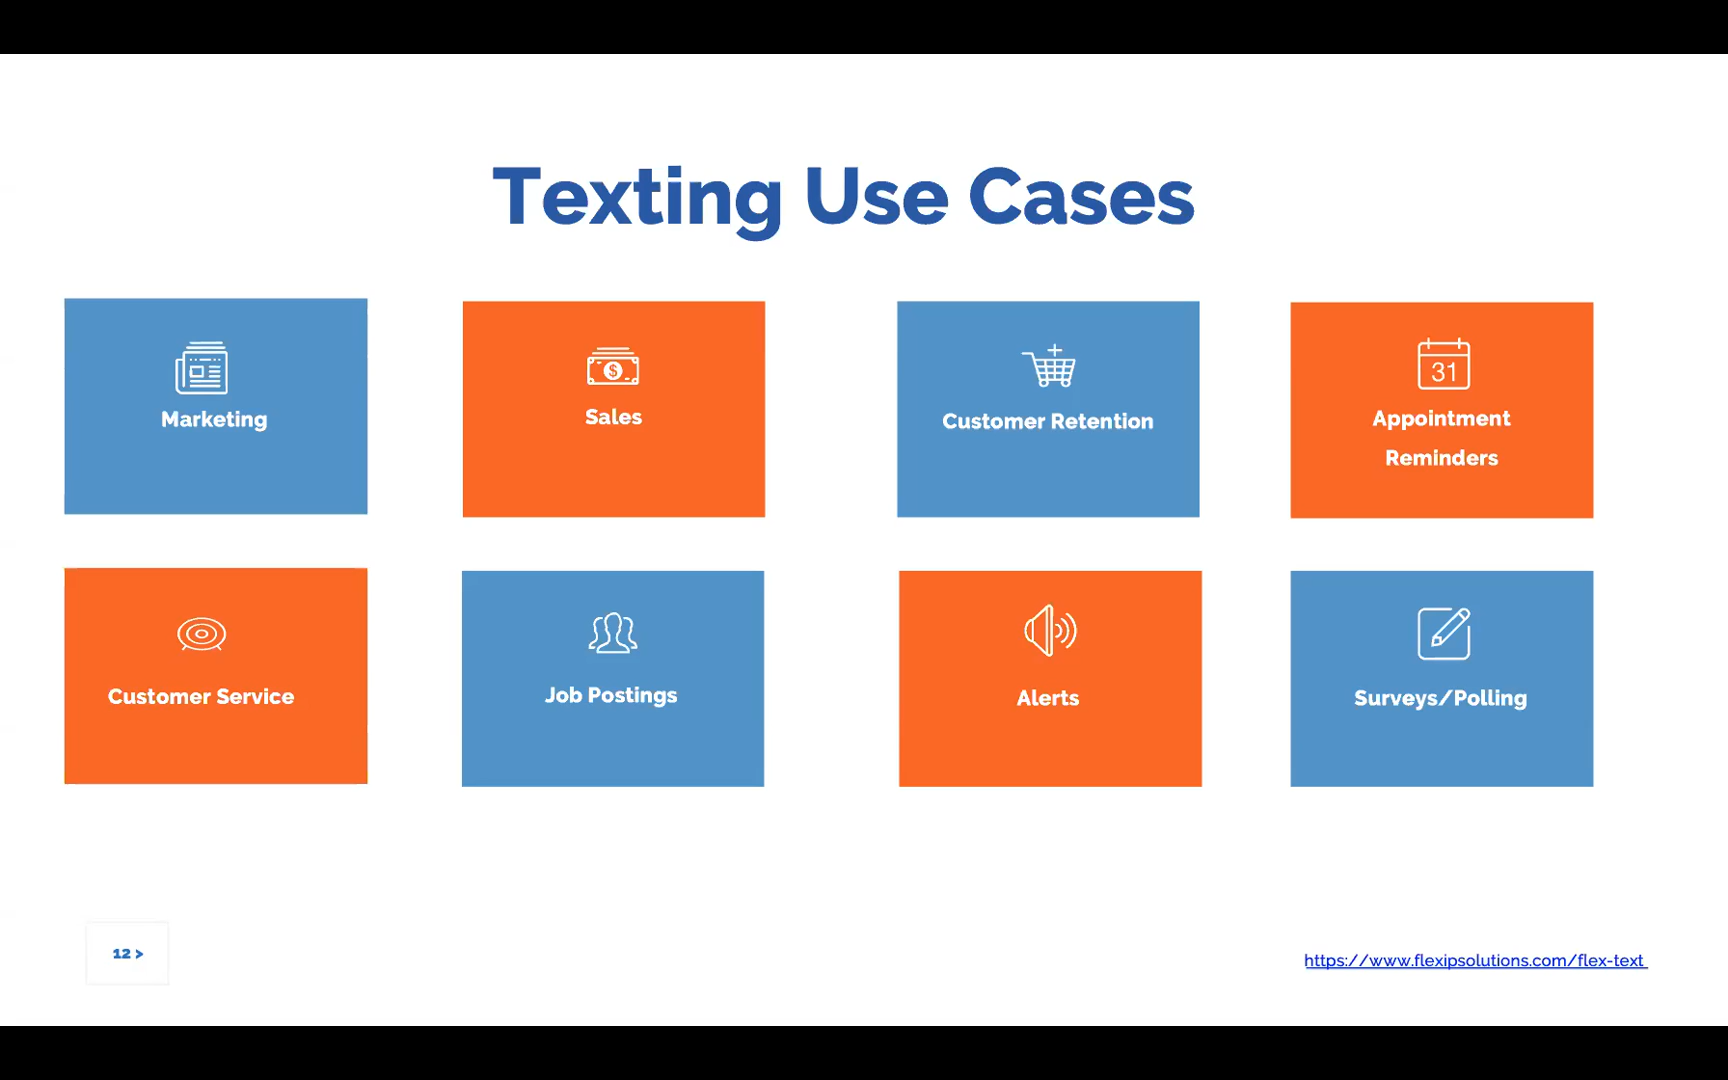 Texting Use Cases
Marketing
$
Sales
Customer Retention
31
Appointment
Reminders
Customer Service
Job Postings
Alerts
Surveys/Polling
12 >
https://www.flexipsolutions.com/flex-text